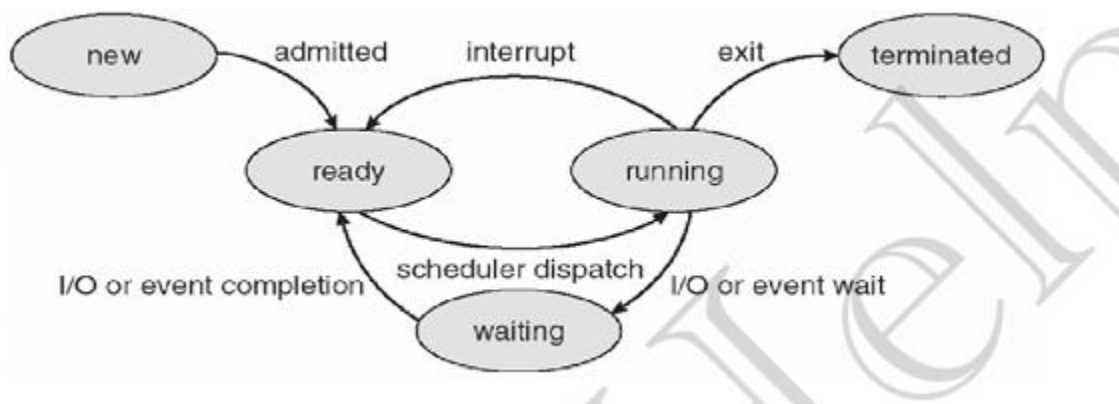 new
admitted
interrupt
exit
terminated
ready
running
scheduler dispatch
I/O or event completion
I/O or event wait
waiting